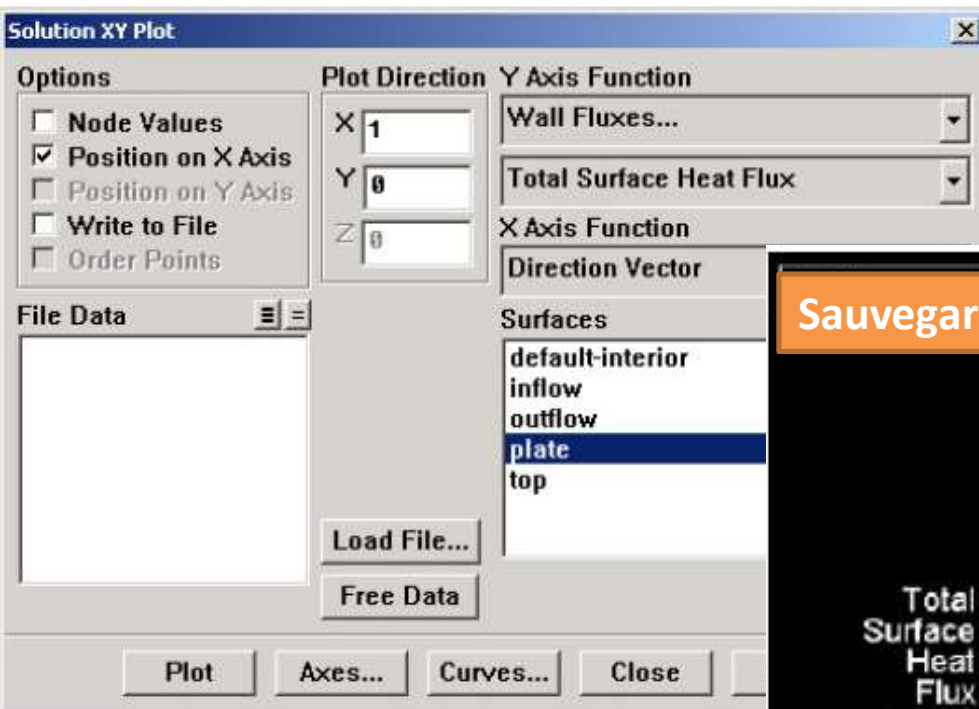 Solution XY Plot
Options
Node Values
Position on X Axis
Position on Y Axis
Write to File
Order Points
Plot Direction
X 1
Y 0
Z 0
Y Axis Function
Wall Fluxes...
Total Surface Heat Flux
X Axis Function
Direction Vector
File Data
Surfaces
default-interior
inflow
outflow
plate
top
Load File...
Free Data
Plot
Axes...
Curves...
Close
Sauvegar
Total
Surface
Heat
Flux